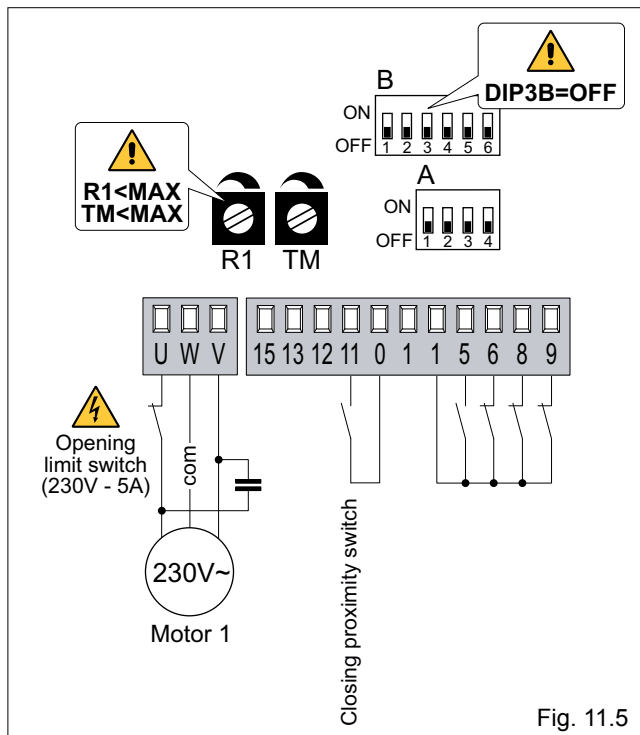 B
DIP3B=OFF
ON
OFF
1 2 3 4 5 6
A
ON
OFF
1 2 3 4
R1<MAX
TM<MAX
R1 TM
U W V 15 13 12 11 0 1 1 5 6 8 9
Opening
limit switch
(230V - 5A)
com
Closing proximity switch
230V~
Motor 1
Fig. 11.5